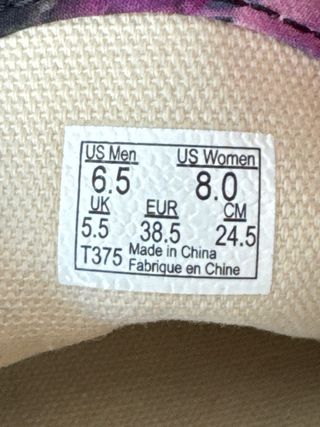 US Men US Women
6.5 8.0
UK EUR CM
5.5 38.5 24.5
T375 Made in China
Fabrique en Chine